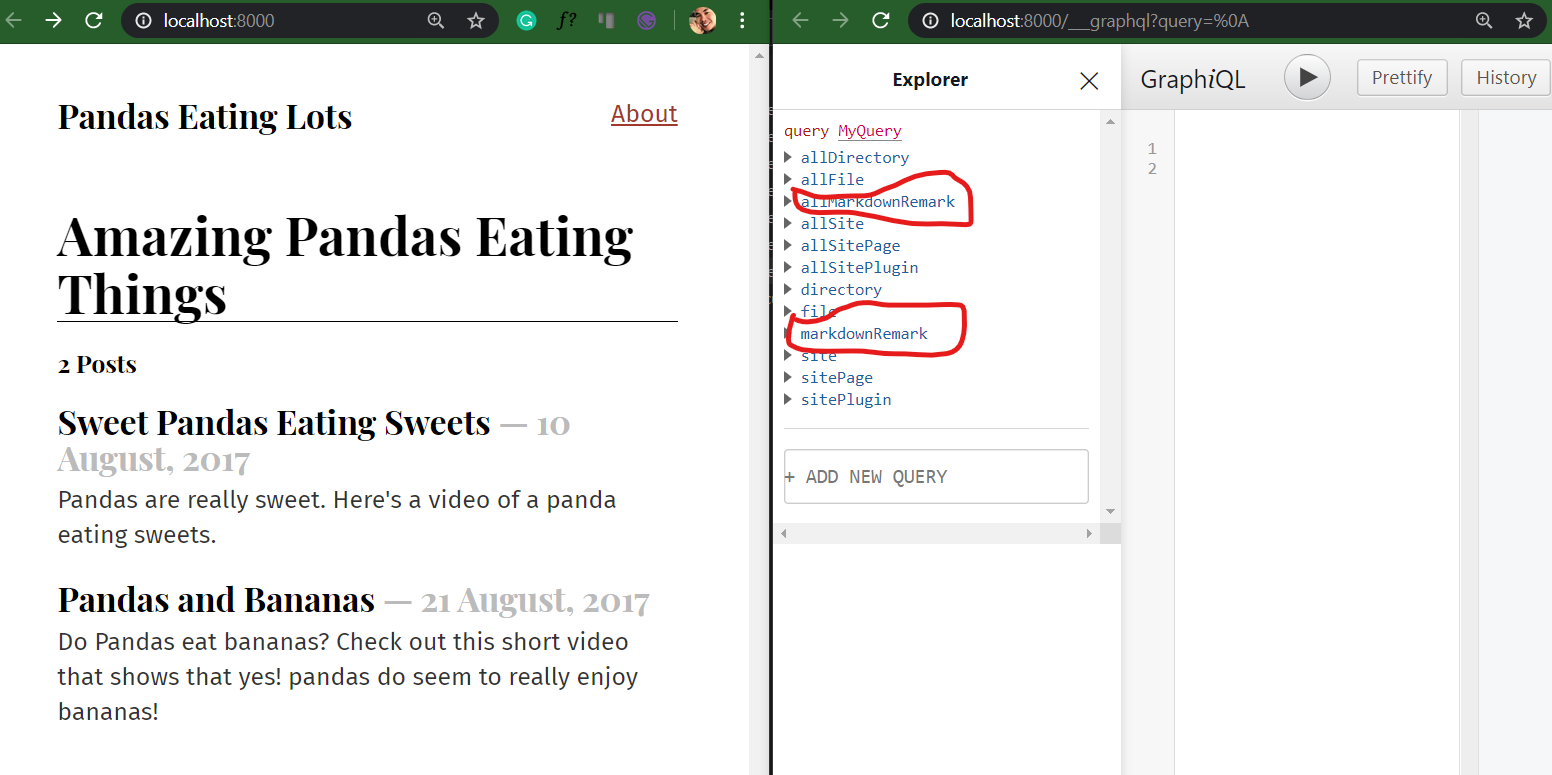 localhost:8000
f?
Pandas Eating Lots
About
Amazing Pandas Eating
Things
2 Posts
Sweet Pandas Eating Sweets — 10
August, 2017
Pandas are really sweet. Here's a video of a panda
eating sweets.
Pandas and Bananas — 21 August, 2017
Do Pandas eat bananas? Check out this short video
that shows that yes! pandas do seem to really enjoy
bananas!
localhost:8000/___graphql?query=%0A
Explorer
query MyQuery
allDirectory
allFile
allMarkdownRemark
allSite
allSitePage
allSitePlugin
directory
file
markdownRemark
site
sitePage
sitePlugin
+ ADD NEW QUERY
GraphiQL
Prettify
History
1
2